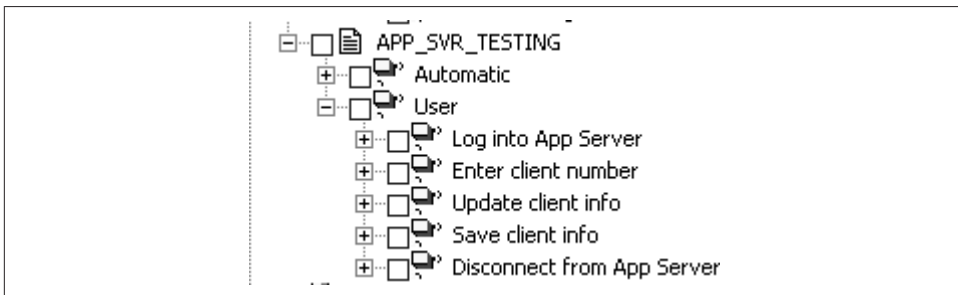 APP_SVR_TESTING
Automatic
User
Log into App Server
Enter client number
Update client info
Save client info
Disconnect from App Server